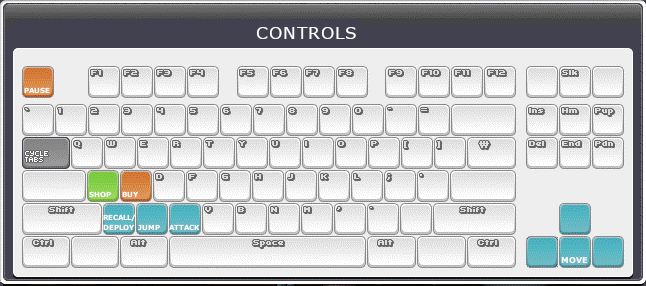 CONTROLS
PAUSE F1 F2 F3 F4 F5 F6 F7 F8 F9 F10 F11 F12 Slk
` 1 2 3 4 5 6 7 8 9 0 - = Ins Hm Pup
CYCLE TABS Q W E R T Y U I O P [ ] \ Del End Pdn
SHOP BUY D F G H J K L ; '
Shift RECALL/ DEPLOY JUMP ATTACK V B N M , . Shift
Ctrl Alt Space Alt Ctrl MOVE